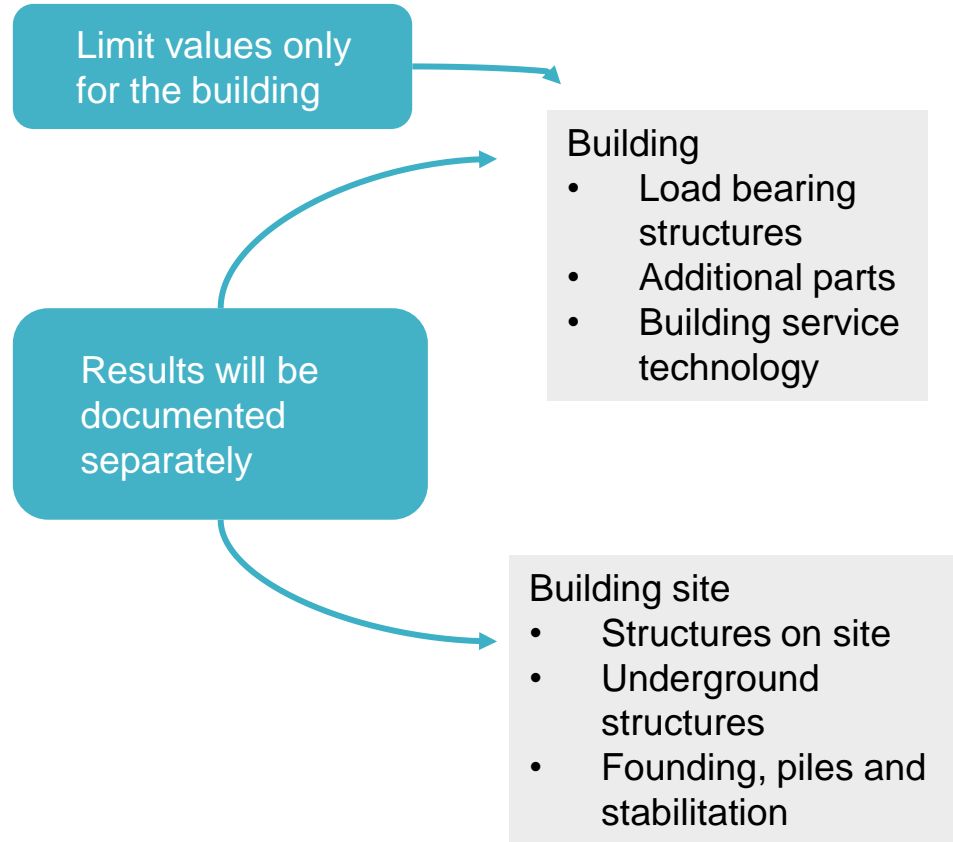 Limit values only
for the building
Building
• Load bearing
structures
• Additional parts
• Building service
technology
Results will be
documented
separately
Building site
• Structures on site
• Underground
structures
• Founding, piles and
stabilitation